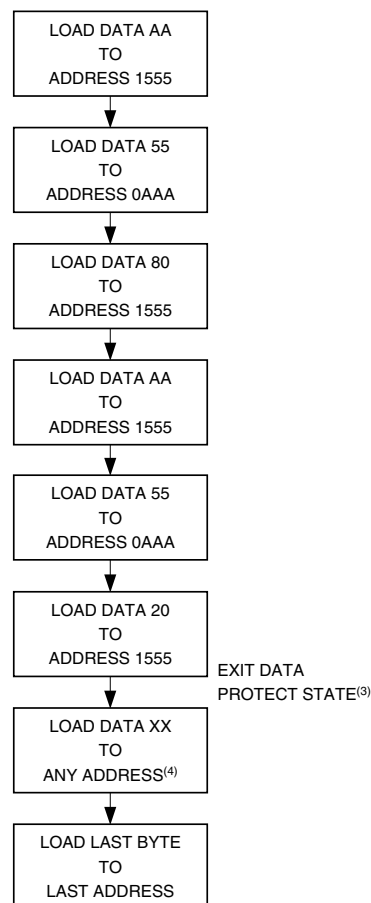 LOAD DATA AA
TO
ADDRESS 1555
LOAD DATA 55
TO
ADDRESS 0AAA
LOAD DATA 80
TO
ADDRESS 1555
LOAD DATA AA
TO
ADDRESS 1555
LOAD DATA 55
TO
ADDRESS 0AAA
LOAD DATA 20
TO
ADDRESS 1555
EXIT DATA
PROTECT STATE(3)
LOAD DATA XX
TO
ANY ADDRESS(4)
LOAD LAST BYTE
TO
LAST ADDRESS